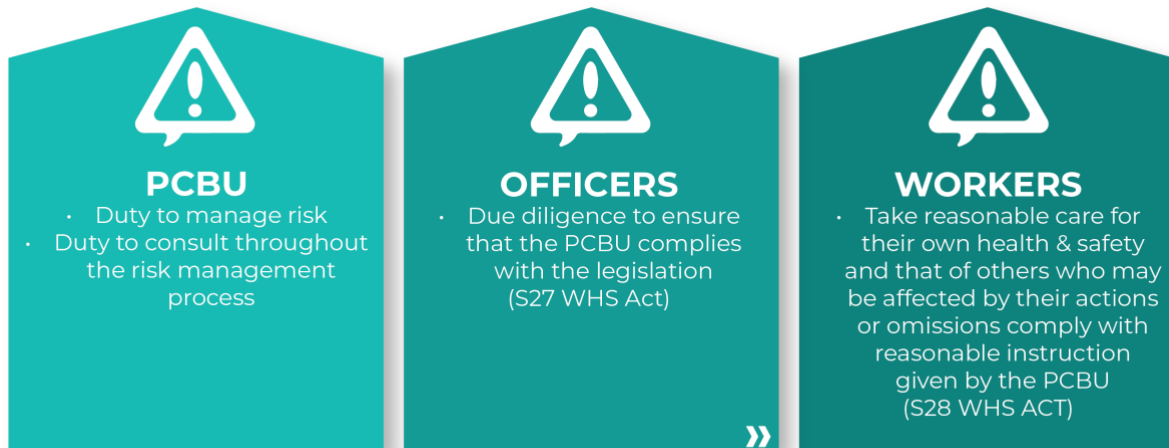 PCBU
• Duty to manage risk
• Duty to consult throughout
the risk management
process
OFFICERS
• Due diligence to ensure
that the PCBU complies
with the legislation
(S27 WHS Act)
WORKERS
• Take reasonable care for
their own health & safety
and that of others who may
be affected by their actions
or omissions comply with
reasonable instruction
given by the PCBU
(S28 WHS ACT)